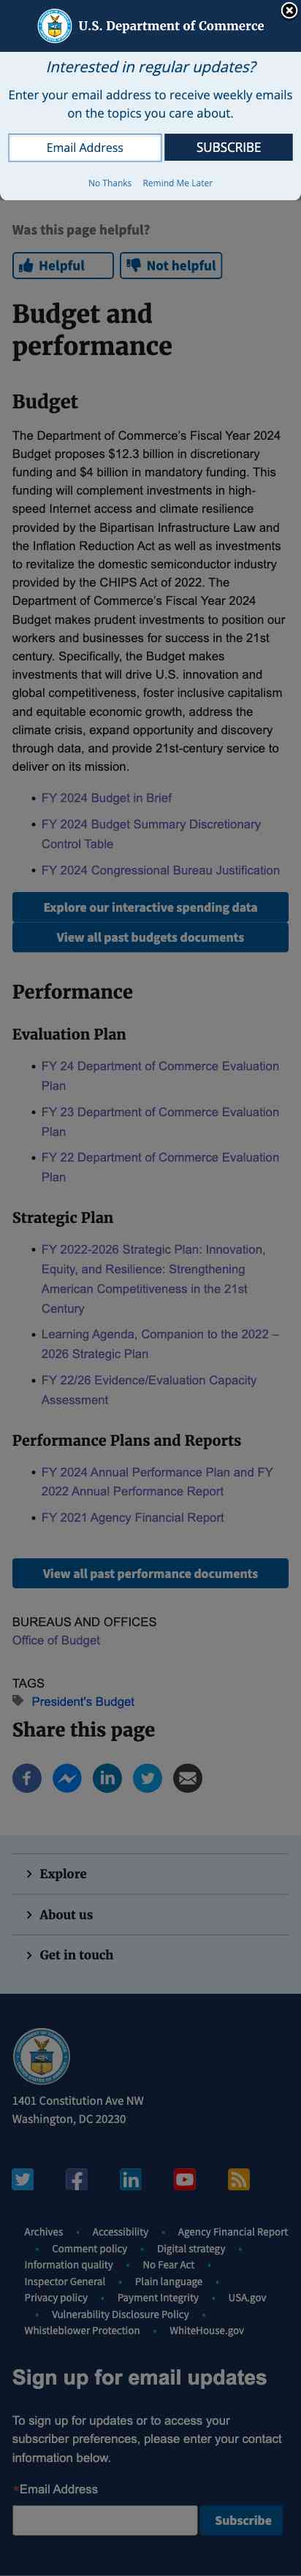 U.S. Department of Commerce
Interested in regular updates?
Enter your email address to receive weekly emails
on the topics you care about.
Email Address
SUBSCRIBE
No Thanks
Remind Me Later
Was this page helpful?
Helpful
Not helpful
Budget and
performance
Budget
The Department of Commerce's Fiscal Year 2024
Budget proposes $12.3 billion in discretionary
funding and $4 billion in mandatory funding. This
funding will complement investments in high-
speed Internet access and climate resilience
provided by the Bipartisan Infrastructure Law and
the Inflation Reduction Act as well as investments
to revitalize the domestic semiconductor industry
provided by the CHIPS Act of 2022. The
Department of Commerce's Fiscal Year 2024
Budget makes prudent investments to position our
workers and businesses for success in the 21st
century. Specifically, the Budget makes
investments that will drive U.S. innovation and
global competitiveness, foster inclusive capitalism
and equitable economic growth, address the
climate crisis, expand opportunity and discovery
through data, and provide 21st-century service to
deliver on its mission.
• FY 2024 Budget in Brief
• FY 2024 Budget Summary Discretionary
Control Table
• FY 2024 Congressional Bureau Justification
Explore our interactive spending data
View all past budgets documents
Performance
Evaluation Plan
• FY 24 Department of Commerce Evaluation
Plan
• FY 23 Department of Commerce Evaluation
Plan
• FY 22 Department of Commerce Evaluation
Plan
Strategic Plan
• FY 2022-2026 Strategic Plan: Innovation,
Equity, and Resilience: Strengthening
American Competitiveness in the 21st
Century
• Learning Agenda, Companion to the 2022 –
2026 Strategic Plan
• FY 22/26 Evidence/Evaluation Capacity
Assessment
Performance Plans and Reports
• FY 2024 Annual Performance Plan and FY
2022 Annual Performance Report
• FY 2021 Agency Financial Report
View all past performance documents
BUREAUS AND OFFICES
Office of Budget
TAGS
President's Budget
Share this page
Explore
About us
Get in touch
1401 Constitution Ave NW
Washington, DC 20230
Archives • Accessibility • Agency Financial Report
• Comment policy • Digital strategy •
Information quality • No Fear Act •
Inspector General • Plain language •
Privacy policy • Payment Integrity • USA.gov
• Vulnerability Disclosure Policy •
Whistleblower Protection • WhiteHouse.gov
Sign up for email updates
To sign up for updates or to access your
subscriber preferences, please enter your contact
information below.
*Email Address
Subscribe